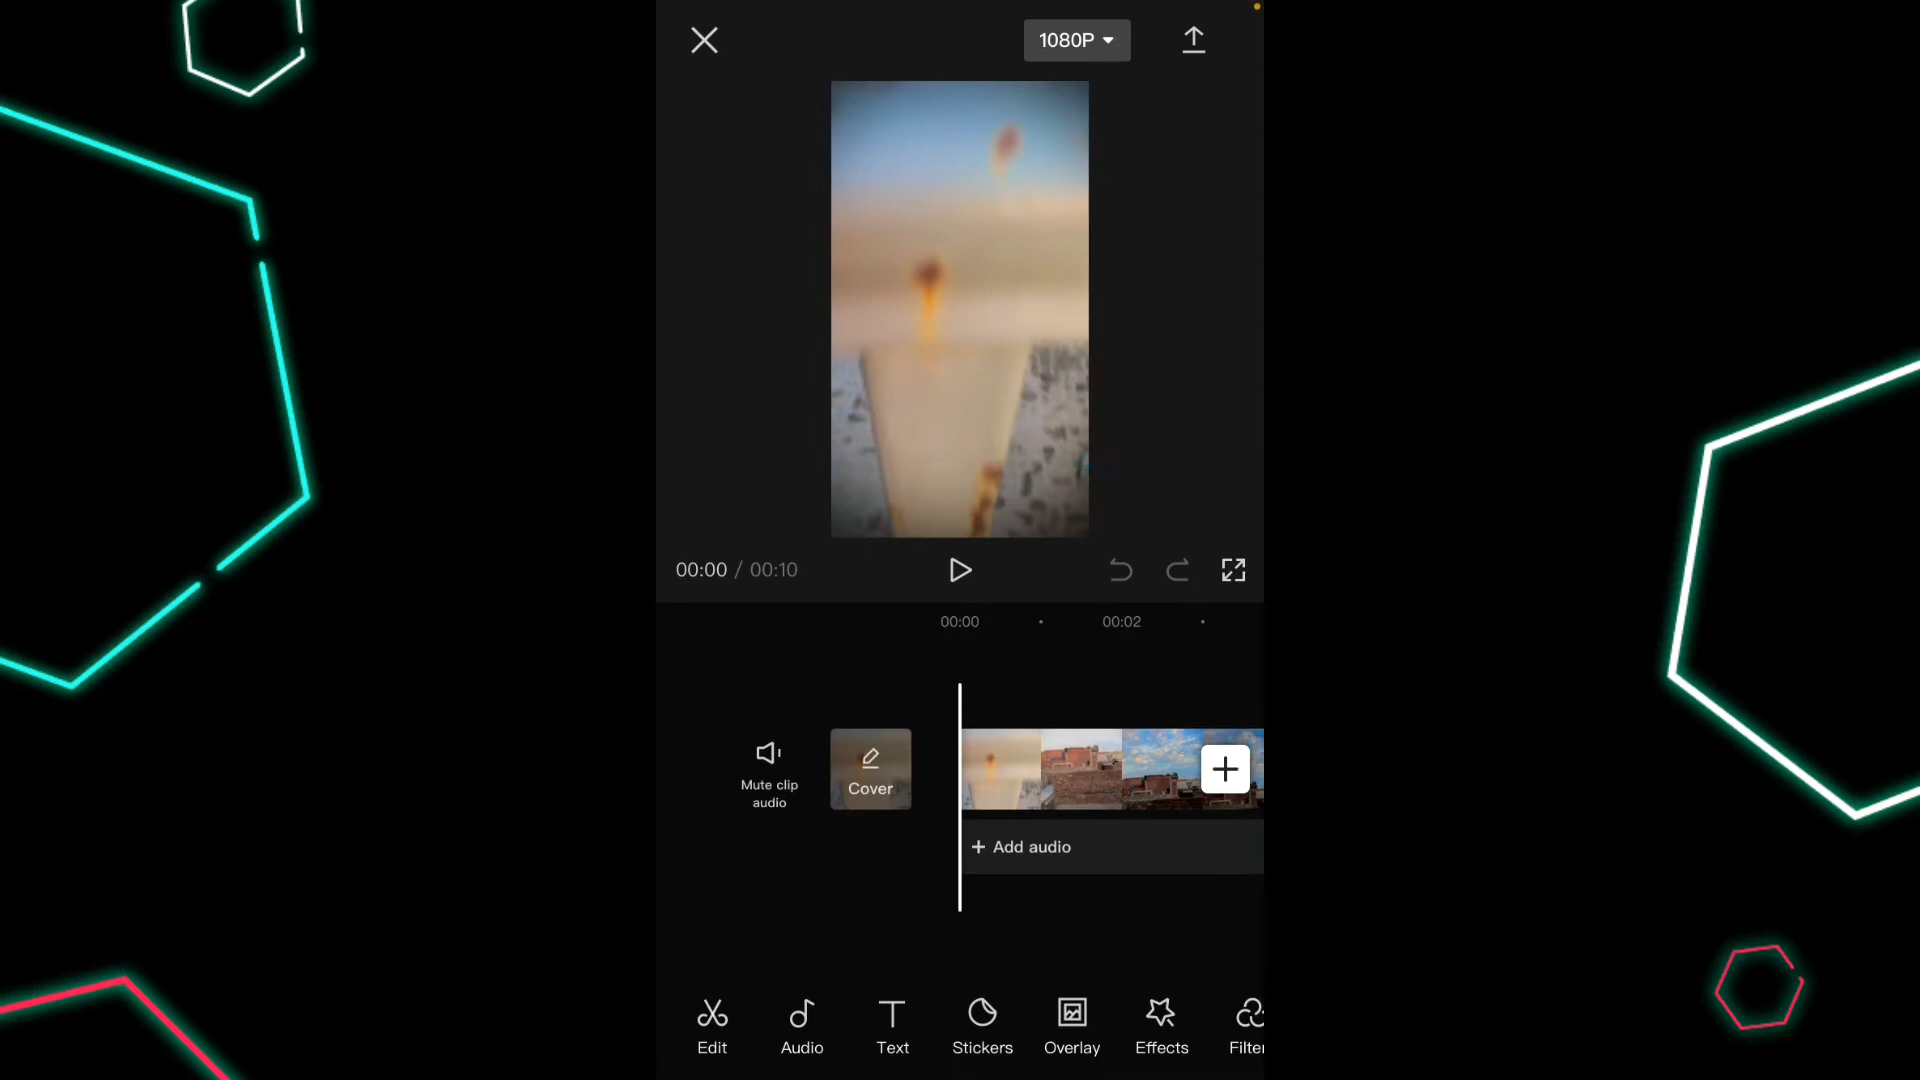 1080P
00:00 / 00:10
00:00 00:02
Mute clip
audio
Cover
+ Add audio
Edit Audio Text Stickers Overlay Effects Filter